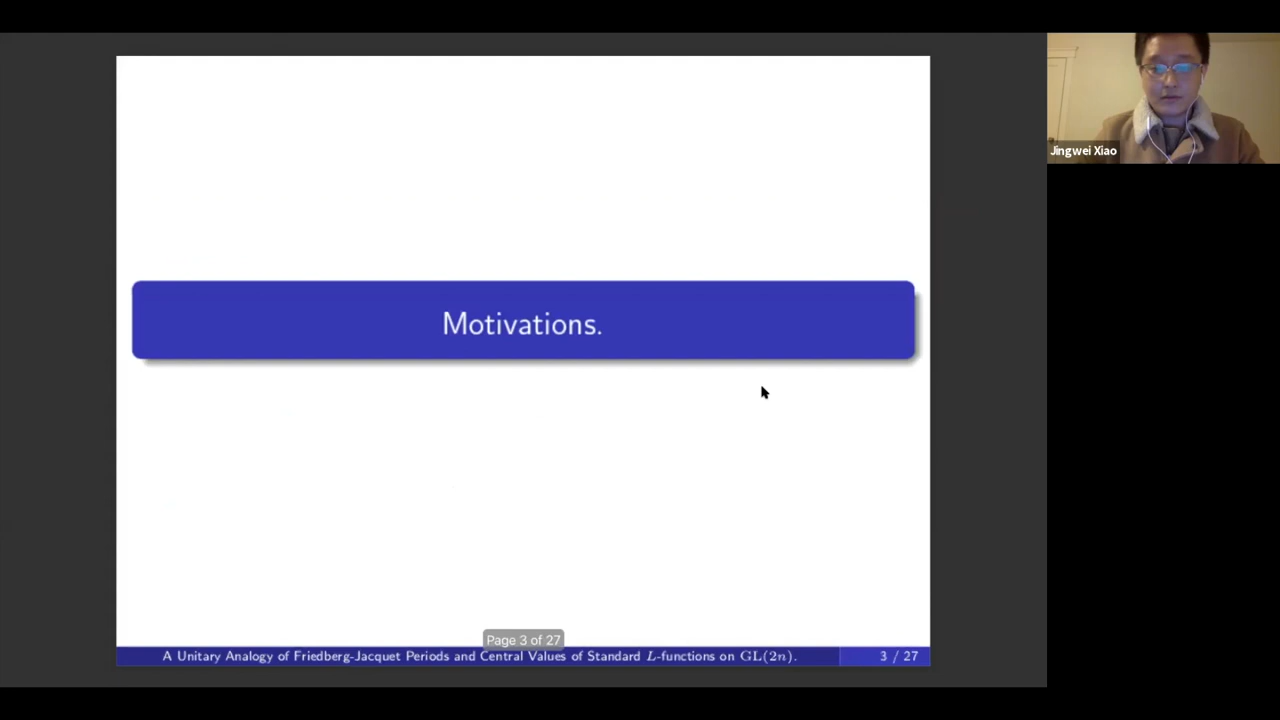 Jingwei Xiao
Motivations.
Page 3 of 27
A Unitary Analogy of Friedberg-Jacquet Periods and Central Values of Standard L-functions on GL(2n).
3 / 27